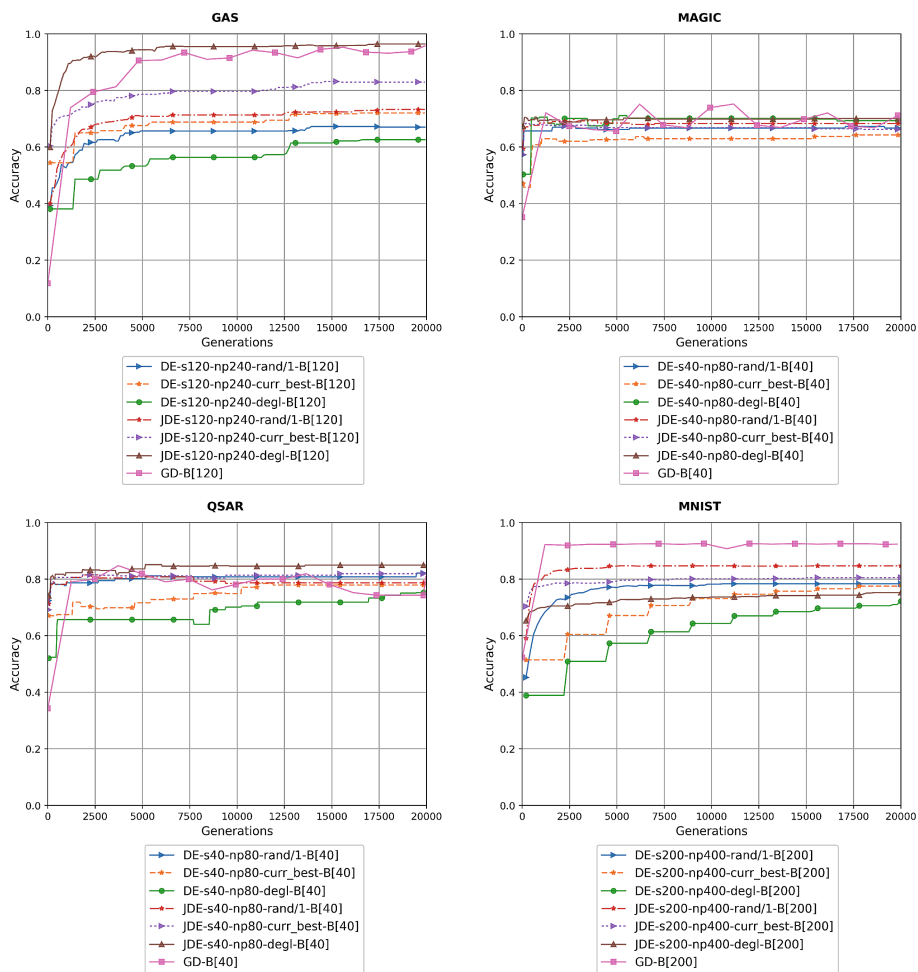 GAS
1.0
0.8
0.6
0.4
0.2
0.0
Accuracy
0 2500 5000 7500 10000 12500 15000 17500 20000
Generations
DE-s120-np240-rand/1-B[120]
DE-s120-np240-curr_best-B[120]
DE-s120-np240-degl-B[120]
JDE-s120-np240-rand/1-B[120]
JDE-s120-np240-curr_best-B[120]
JDE-s120-np240-degl-B[120]
GD-B[120]
MAGIC
1.0
0.8
0.6
0.4
0.2
0.0
Accuracy
0 2500 5000 7500 10000 12500 15000 17500 20000
Generations
DE-s40-np80-rand/1-B[40]
DE-s40-np80-curr_best-B[40]
DE-s40-np80-degl-B[40]
JDE-s40-np80-rand/1-B[40]
JDE-s40-np80-curr_best-B[40]
JDE-s40-np80-degl-B[40]
GD-B[40]
QSAR
1.0
0.8
0.6
0.4
0.2
0.0
Accuracy
0 2500 5000 7500 10000 12500 15000 17500 20000
Generations
DE-s40-np80-rand/1-B[40]
DE-s40-np80-curr_best-B[40]
DE-s40-np80-degl-B[40]
JDE-s40-np80-rand/1-B[40]
JDE-s40-np80-curr_best-B[40]
JDE-s40-np80-degl-B[40]
GD-B[40]
MNIST
1.0
0.8
0.6
0.4
0.2
0.0
Accuracy
0 2500 5000 7500 10000 12500 15000 17500 20000
Generations
DE-s200-np400-rand/1-B[200]
DE-s200-np400-curr_best-B[200]
DE-s200-np400-degl-B[200]
JDE-s200-np400-rand/1-B[200]
JDE-s200-np400-curr_best-B[200]
JDE-s200-np400-degl-B[200]
GD-B[200]